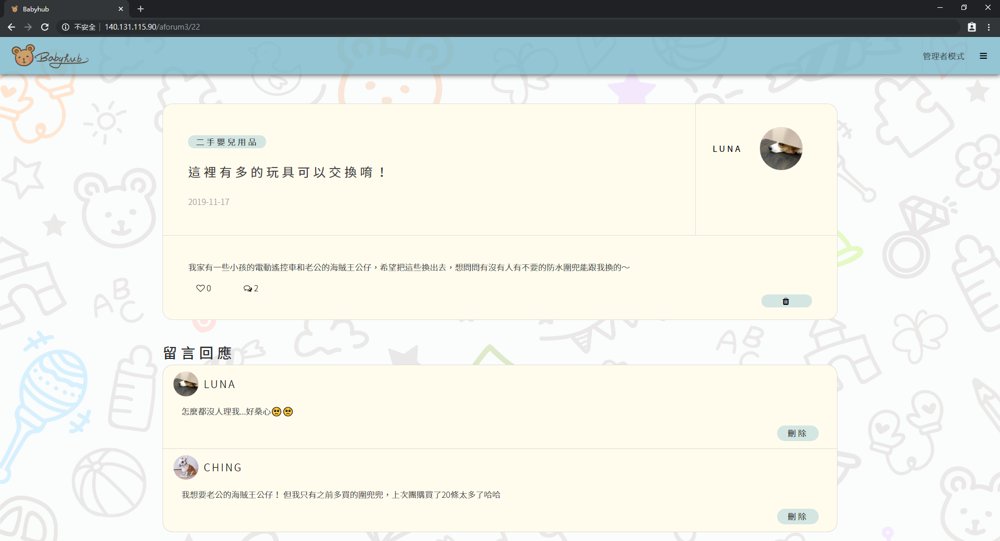 Babyhub
不安全 140.131.115.90/aforum3/22
Babyhub
管理者模式
二手嬰兒用品
這裡有多的玩具可以交換唷！
2019-11-17
LUNA
我家有一些小孩的電動遙控車和老公的海賊王公仔，希望把這些換出去，想問問有沒有人有不要的防水圍兜能跟我換的～
0 2
留言回應
LUNA
怎麼都沒人理我...好桑心🥺🥺
刪除
CHING
我想要老公的海賊王公仔！ 但我只有之前多買的圍兜兜，上次團購買了20條太多了哈哈
刪除
ABC
ABC